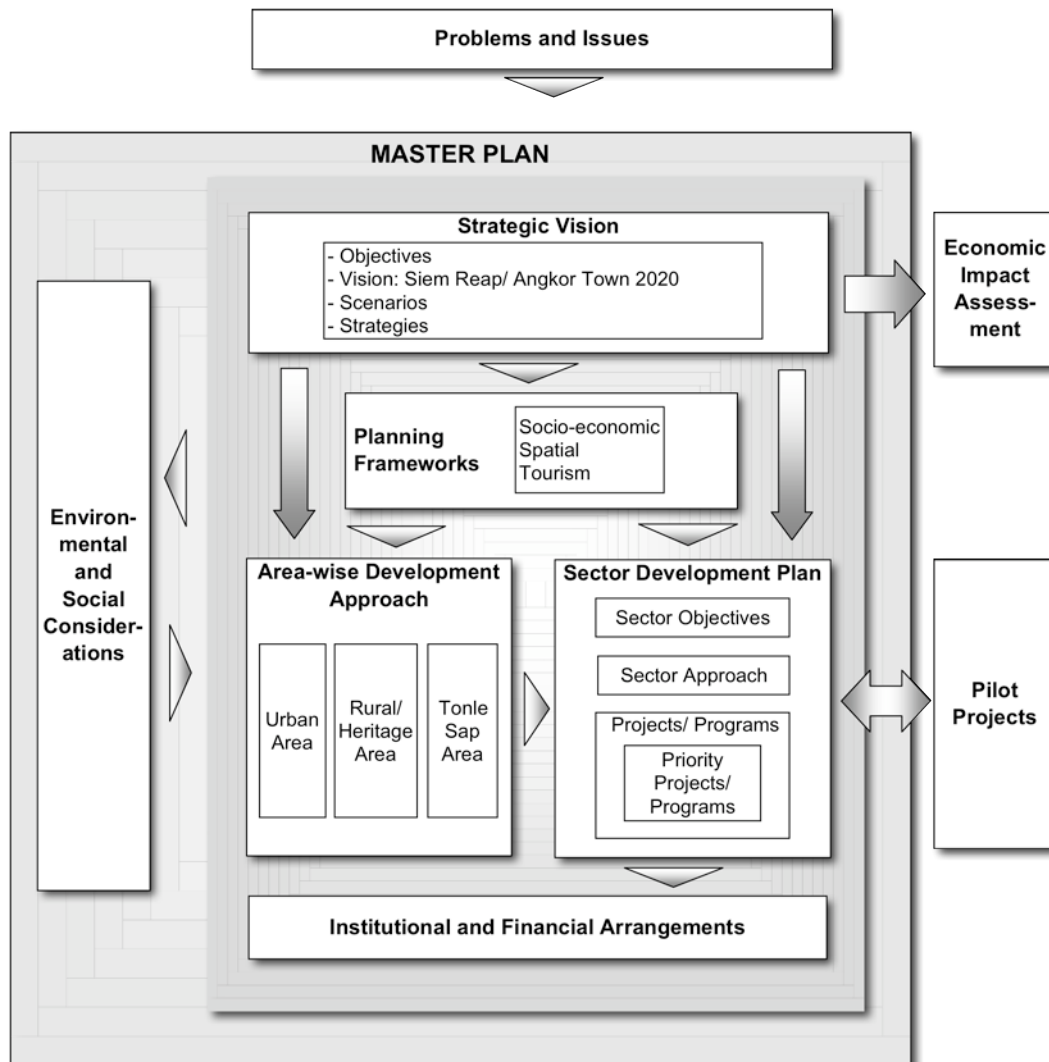 Problems and Issues
MASTER PLAN
Strategic Vision
- Objectives
- Vision: Siem Reap/ Angkor Town 2020
- Scenarios
- Strategies
Economic
Impact
Assess-
ment
Planning
Frameworks
Socio-economic
Spatial
Tourism
Environ-
mental
and
Social
Consider-
ations
Area-wise Development
Approach
Urban
Area
Rural/
Heritage
Area
Tonle
Sap
Area
Sector Development Plan
Sector Objectives
Sector Approach
Projects/ Programs
Priority
Projects/
Programs
Pilot
Projects
Institutional and Financial Arrangements